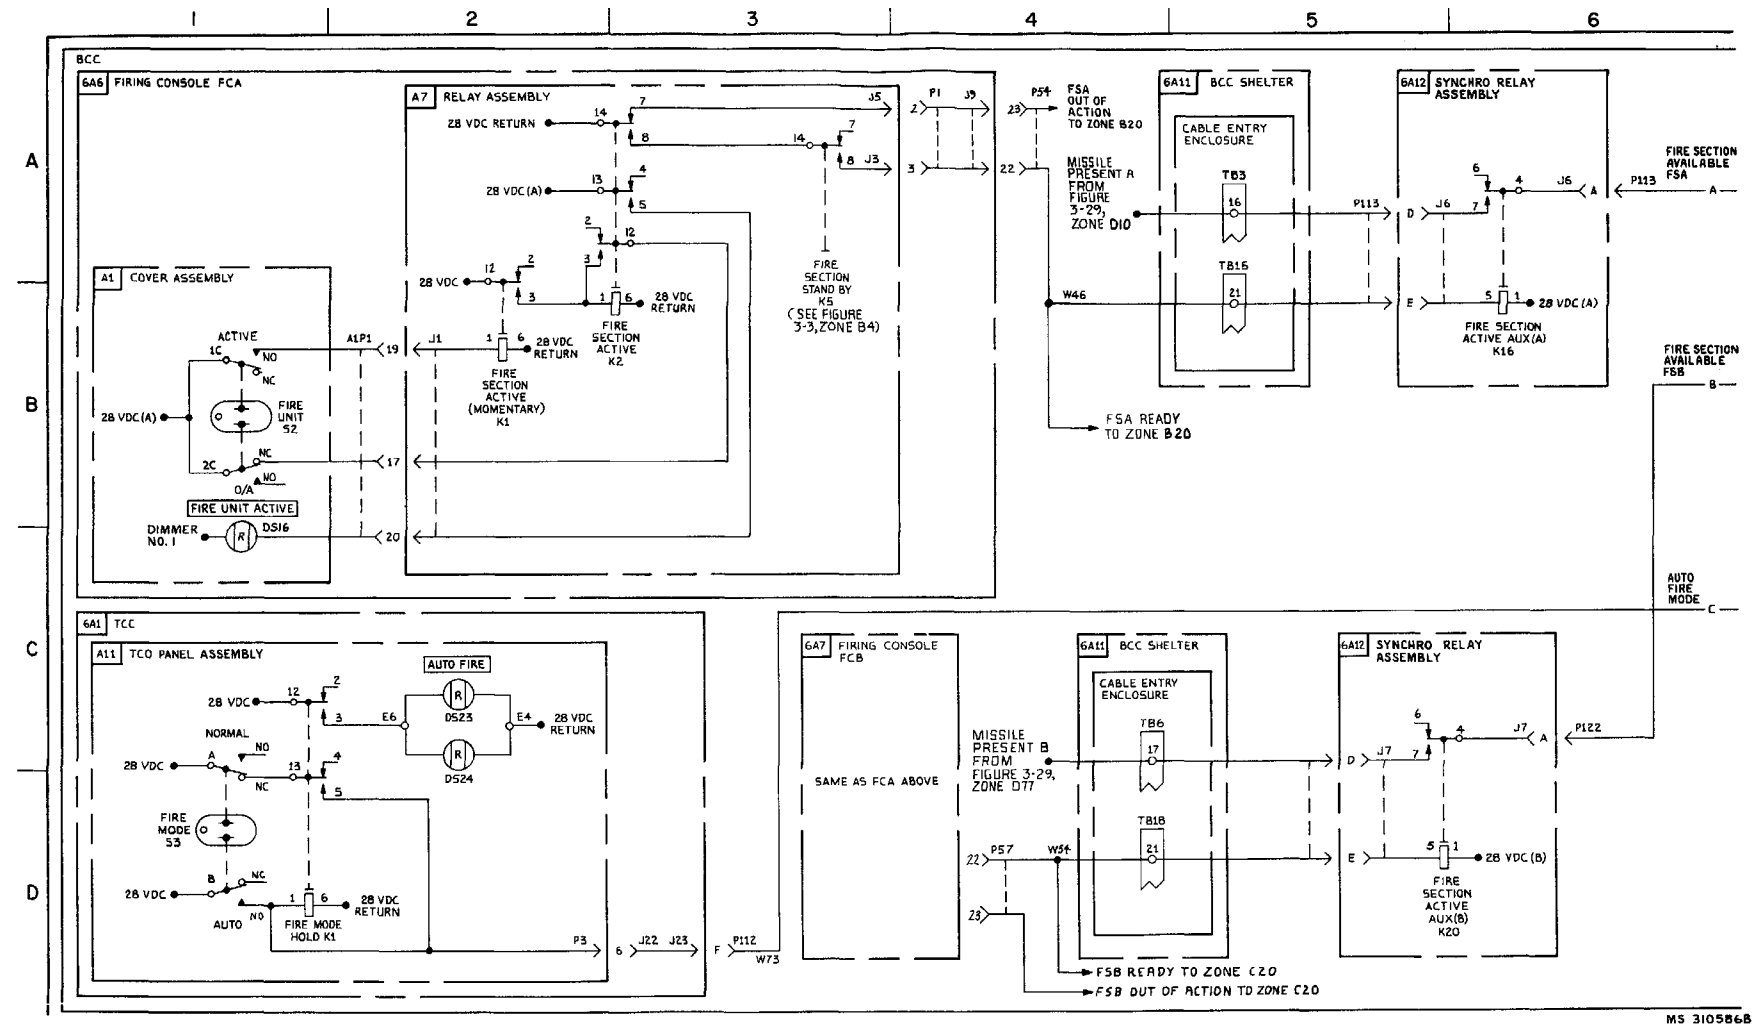 1 2 3 4 5 6
A
B
C
D
BCC
6A6 FIRING CONSOLE FCA
A7 RELAY ASSEMBLY
28 VDC RETURN
14
7
8
J5
14
7
8
J3
28 VDC(A)
13
4
5
2
12
3
28 VDC
12
2
3
1 6
28 VDC
RETURN
FIRE
SECTION
ACTIVE
K2
1 6
28 VDC
RETURN
FIRE
SECTION
ACTIVE
(MOMENTARY)
K1
FIRE
SECTION
STAND BY
K5
(SEE FIGURE
3-3, ZONE B4)
A1 COVER ASSEMBLY
ACTIVE
1C
NO
NC
28 VDC(A)
FIRE
UNIT
S2
2C
NC
NO
O/A
FIRE UNIT ACTIVE
DIMMER
NO. 1
R
DS16
A1P1
19
J1
17
20
2
P1
J9
3
23
P54
22
FSA
OUT OF
ACTION
TO ZONE B20
MISSILE
PRESENT A
FROM
FIGURE
3-29,
ZONE D10
W46
FSA READY
TO ZONE B20
6A11 BCC SHELTER
CABLE ENTRY
ENCLOSURE
TB3
16
TB15
21
P113
D
J6
E
6A12 SYNCHRO RELAY
ASSEMBLY
6
4
7
J6
A
P113
5 1
28 VDC(A)
FIRE SECTION
ACTIVE AUX(A)
K16
FIRE SECTION
AVAILABLE
FSA
A
FIRE SECTION
AVAILABLE
FSB
B
AUTO
FIRE
MODE
C
6A1 TCC
A11 TCO PANEL ASSEMBLY
28 VDC
12
2
3
E6
AUTO FIRE
R
DS23
R
DS24
E4
28 VDC
RETURN
NORMAL
28 VDC
A
NO
NC
13
4
5
FIRE
MODE
S3
28 VDC
B
NC
NO
AUTO
1 6
28 VDC
RETURN
FIRE MODE
HOLD K1
P3
6
J22
J23
F
P112
W73
6A7 FIRING CONSOLE
FCB
SAME AS FCA ABOVE
MISSILE
PRESENT B
FROM
FIGURE 3-29,
ZONE D77
22
P57
W54
23
FSB READY TO ZONE C20
FSB OUT OF ACTION TO ZONE C20
6A11 BCC SHELTER
CABLE ENTRY
ENCLOSURE
TB6
17
TB18
21
D
J7
E
6A12 SYNCHRO RELAY
ASSEMBLY
6
4
7
J7
A
P122
5 1
28 VDC(B)
FIRE
SECTION
ACTIVE
AUX(B)
K20
MS 310586B